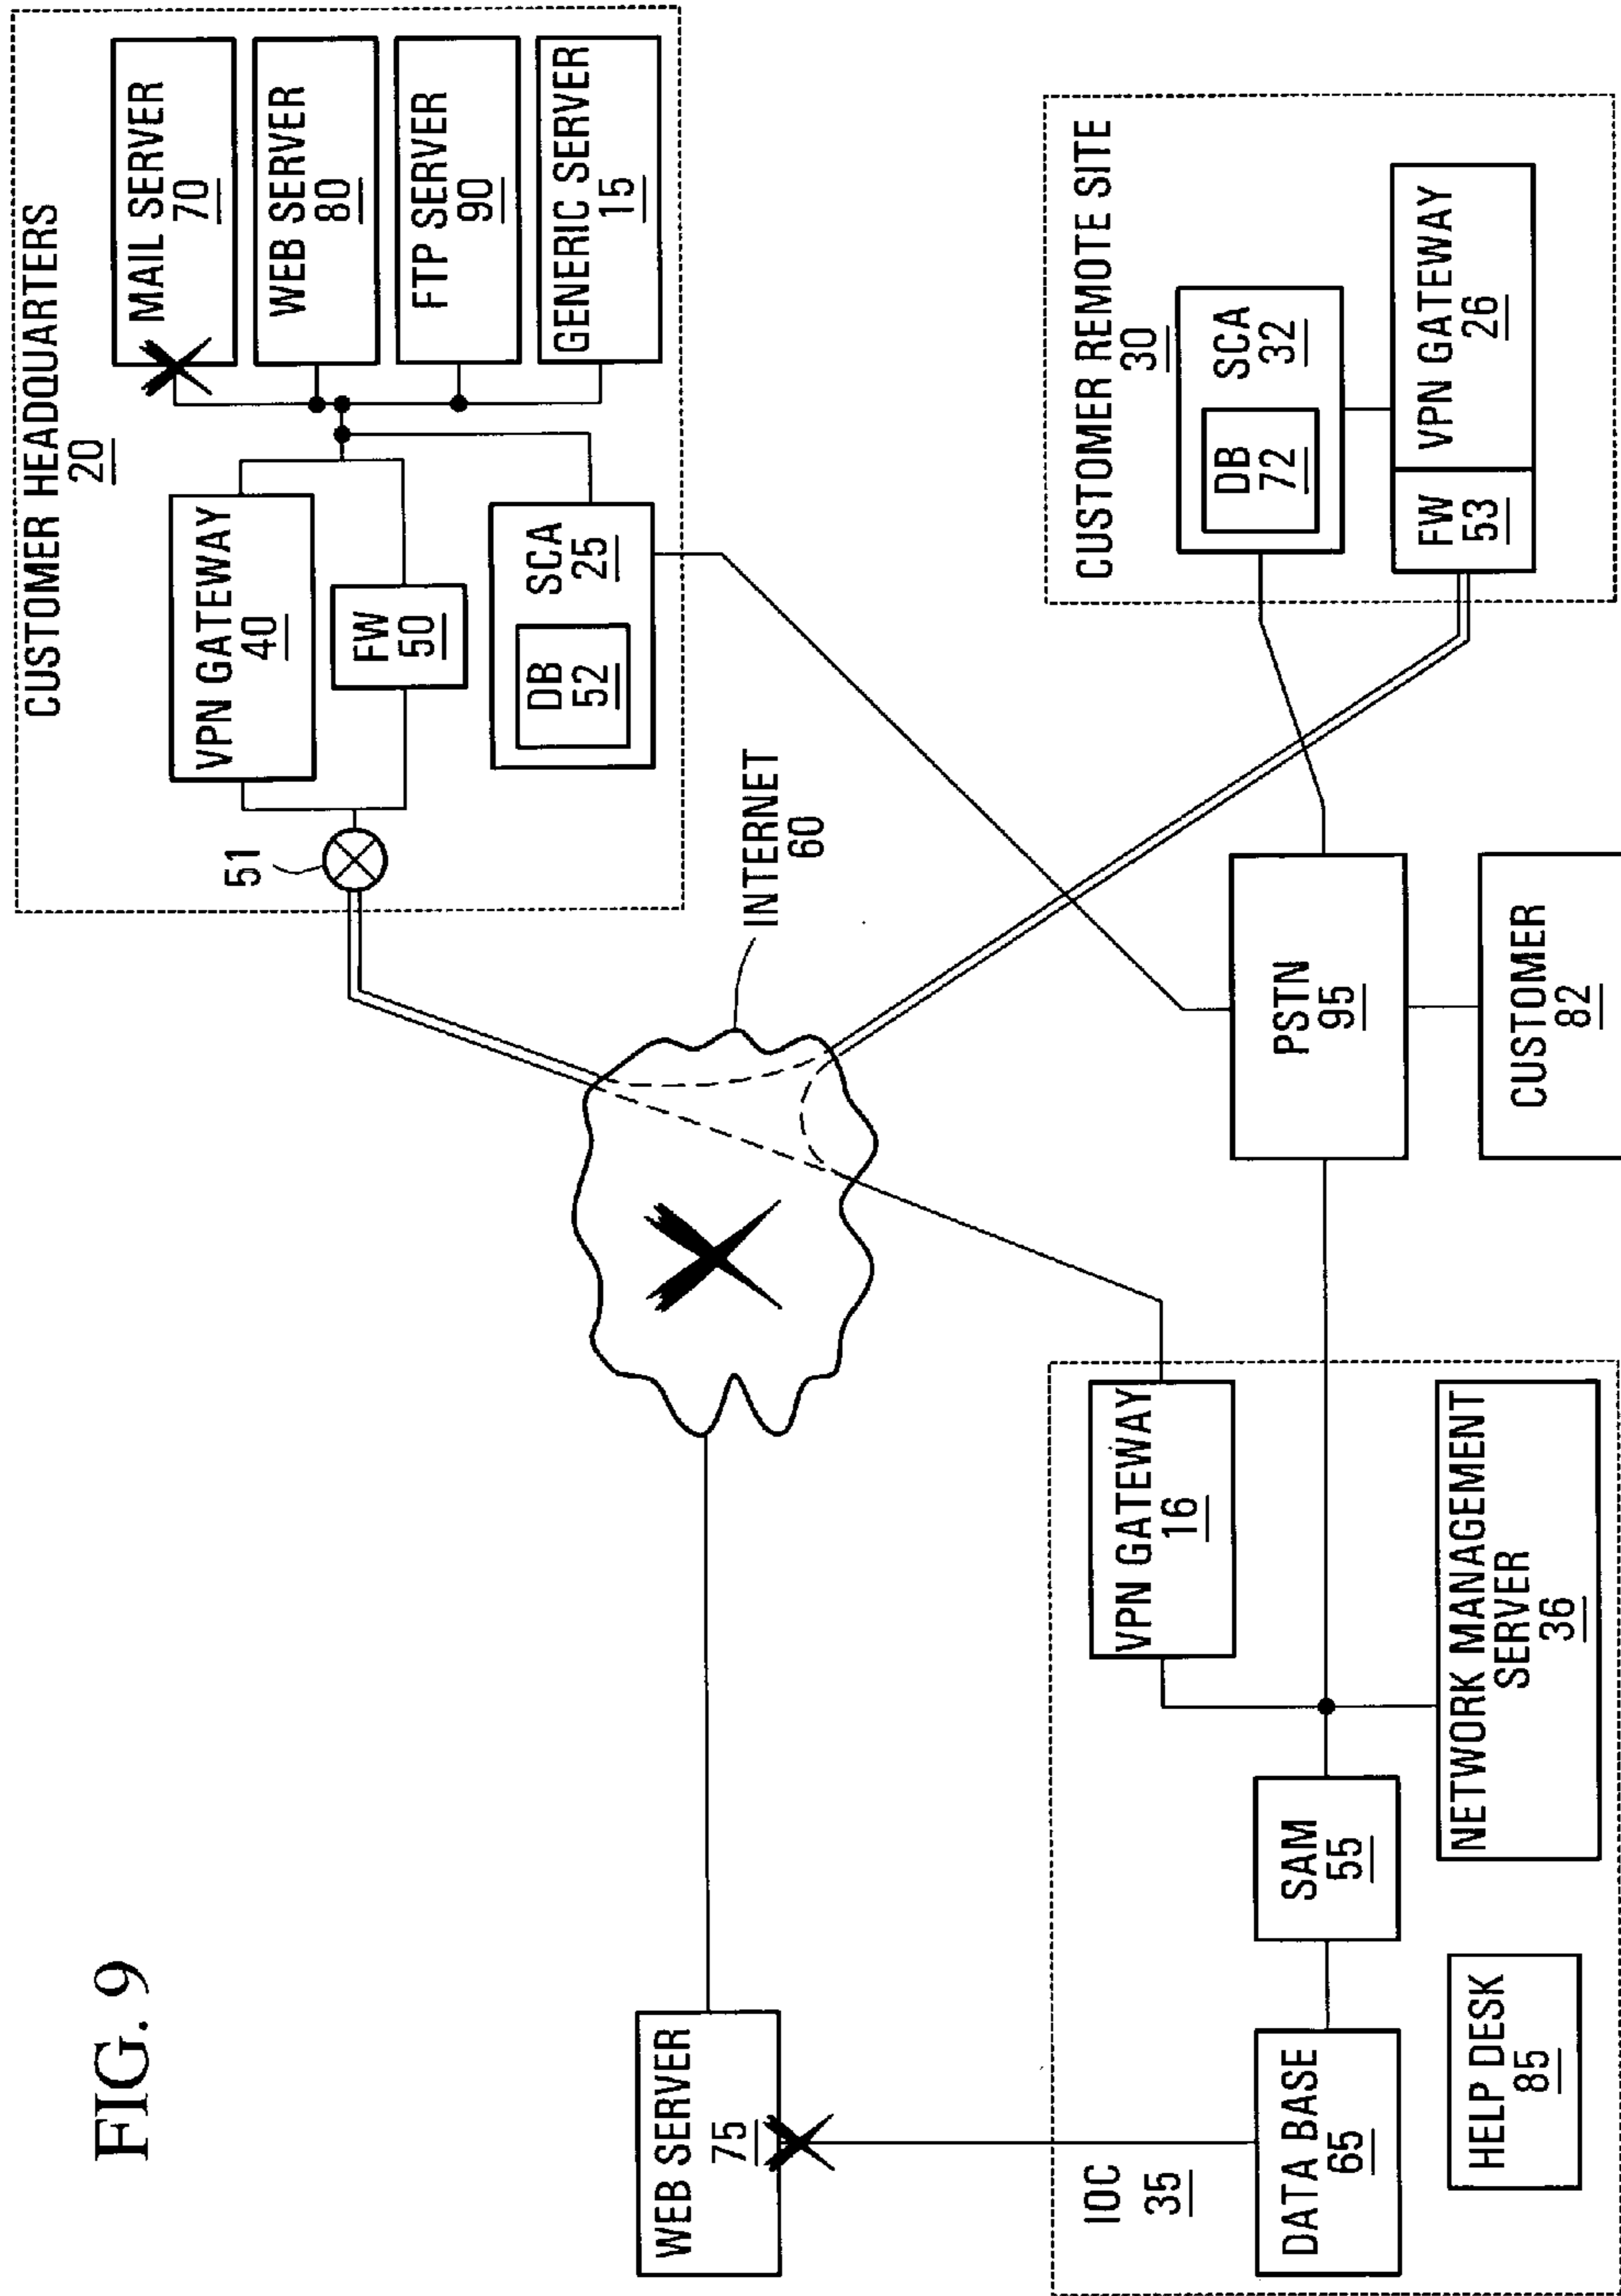 FIG. 9
CUSTOMER HEADQUARTERS
20
MAIL SERVER
70
WEB SERVER
80
FTP SERVER
90
GENERIC SERVER
15
VPN GATEWAY
40
FW
50
51
SCA
25
DB
52
INTERNET
60
CUSTOMER REMOTE SITE
30
SCA
32
DB
72
FW
53
VPN GATEWAY
26
PSTN
95
CUSTOMER
82
WEB SERVER
75
IOC
35
VPN GATEWAY
16
DATA BASE
65
SAM
55
NETWORK MANAGEMENT
SERVER
36
HELP DESK
85